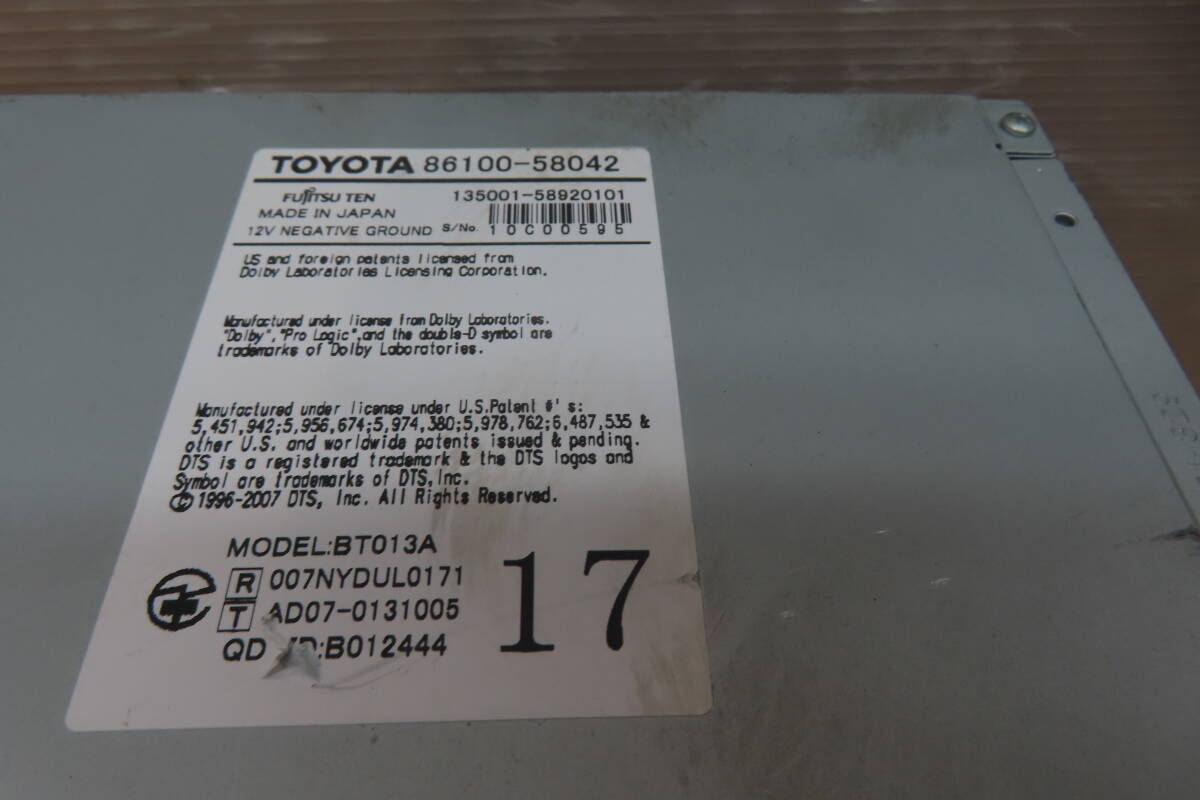 TOYOTA 86100-58042
FUJITSU TEN 135001-58920101
MADE IN JAPAN
12V NEGATIVE GROUND S/No. 10C00595
US and foreign patents licensed from
Dolby Laboratories Licensing Corporation.
Manufactured under license from Dolby Laboratories.
"Dolby","Pro Logic",and the double-D symbol are
trademarks of Dolby Laboratories.
Manufactured under license under U.S.Patent #'s:
5,451,942;5,956,674;5,974,380;5,978,762;6,487,535 &
other U.S. and worldwide patents issued & pending.
DTS is a registered trademark & the DTS logos and
Symbol are trademarks of DTS,Inc.
© 1996-2007 DTS, Inc. All Rights Reserved.
MODEL:BT013A
R 007NYDUL0171
T AD07-0131005
QD :B012444
17